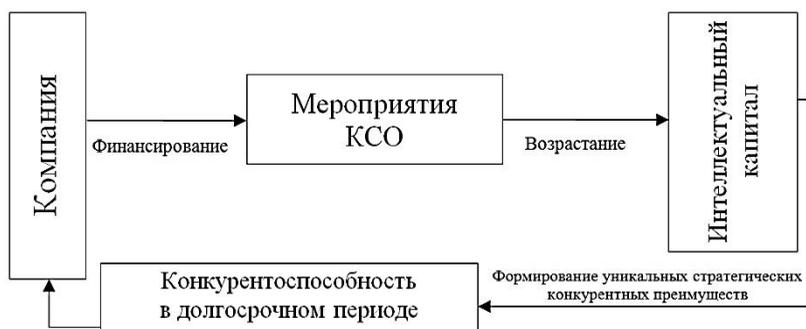 Компания
Финансирование
Мероприятия
КСО
Возрастание
Интеллектуальный
капитал
Формирование уникальных стратегических
конкурентных преимуществ
Конкурентоспособность
в долгосрочном периоде